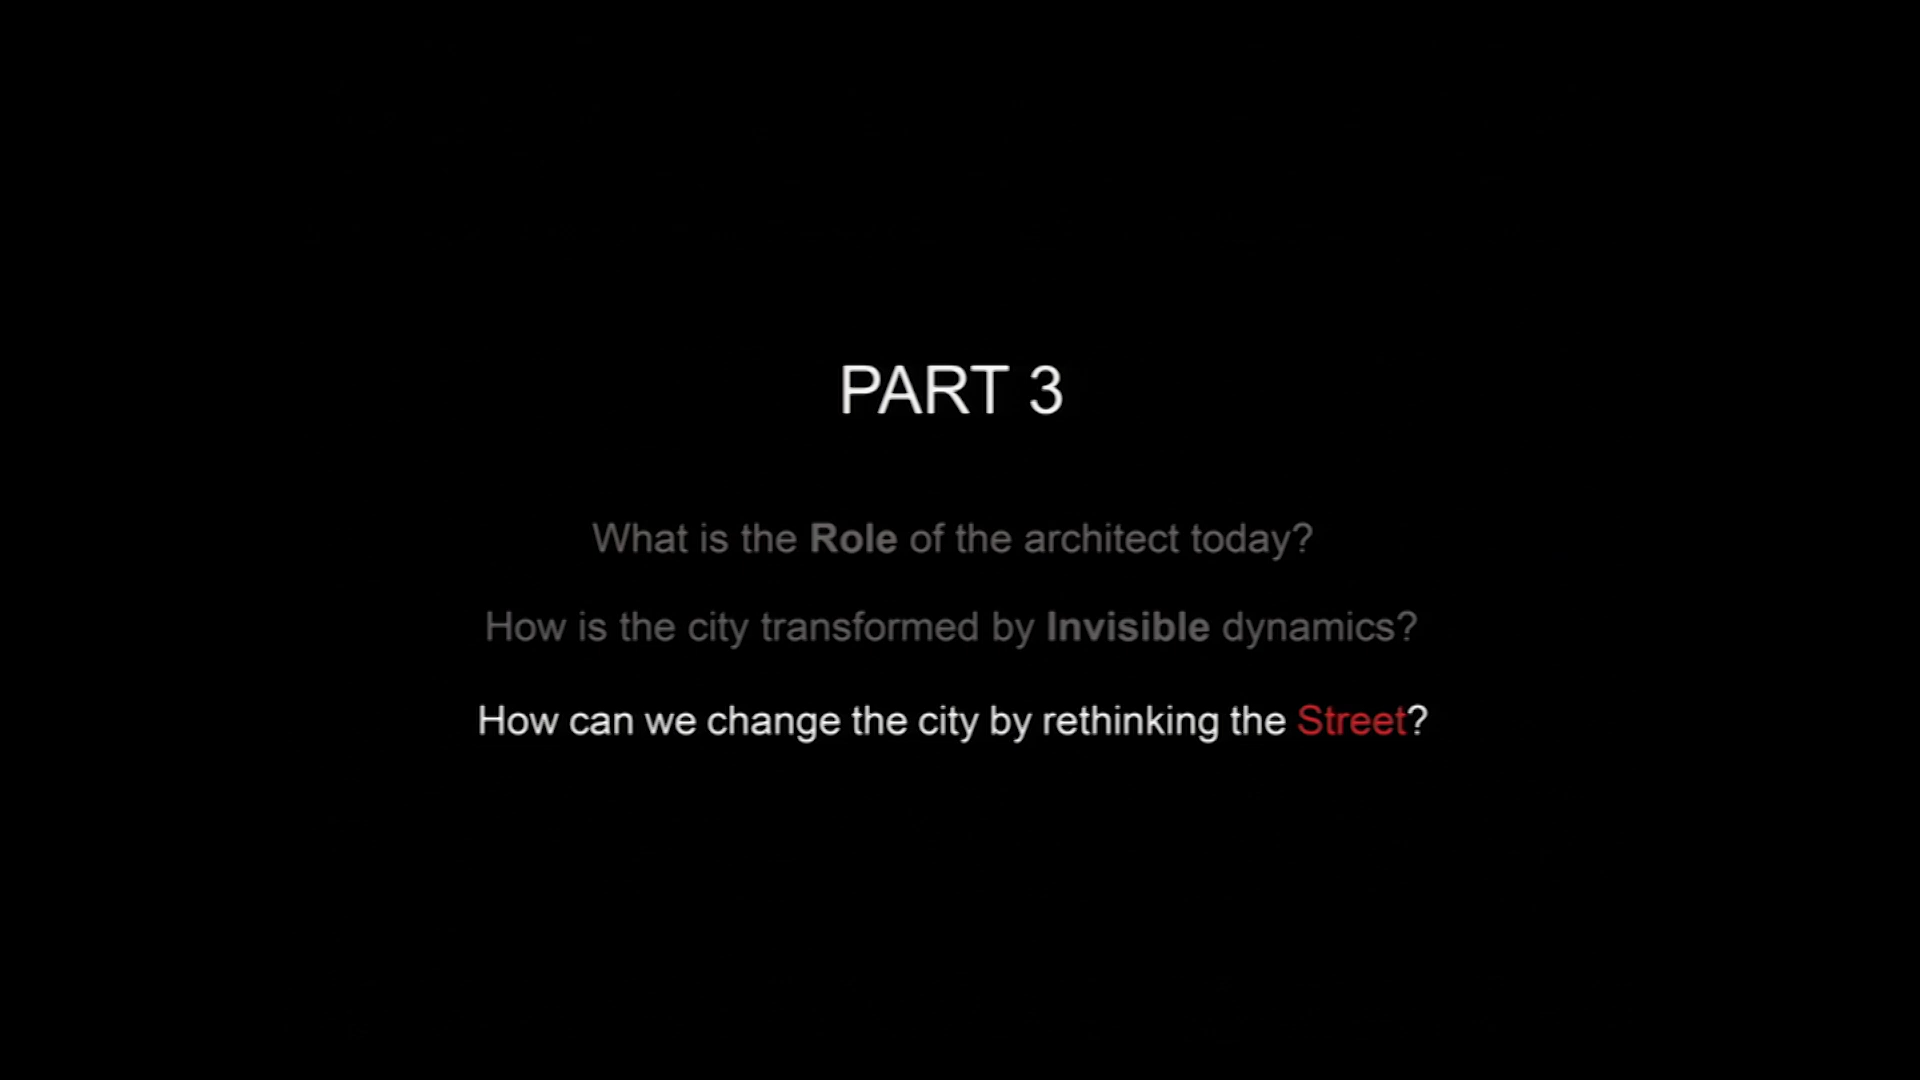 PART 3
What is the Role of the architect today?
How is the city transformed by Invisible dynamics?
How can we change the city by rethinking the Street?